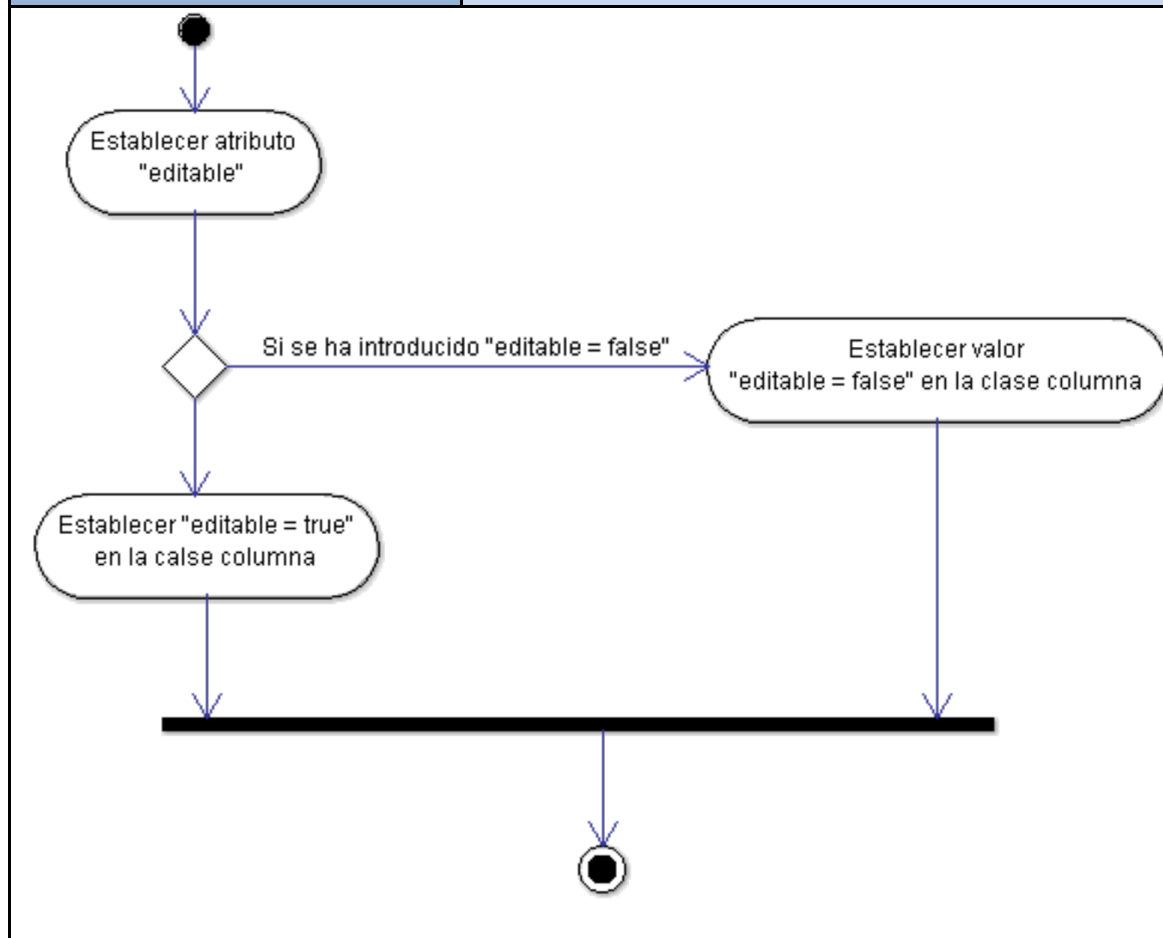 Establecer atributo
"editable"
Si se ha introducido "editable = false"
Establecer valor
"editable = false" en la clase columna
Establecer "editable = true"
en la calse columna